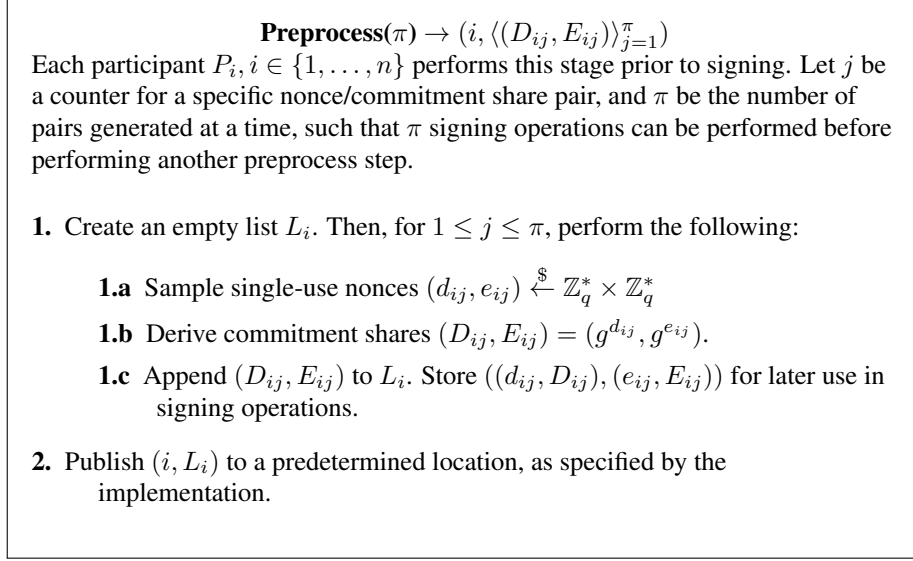 Preprocess(π) → (i, ⟨(D_{ij}, E_{ij})⟩_{j=1}^{π})
Each participant P_i, i ∈ {1, . . . , n} performs this stage prior to signing. Let j be
a counter for a specific nonce/commitment share pair, and π be the number of
pairs generated at a time, such that π signing operations can be performed before
performing another preprocess step.
1. Create an empty list L_i. Then, for 1 ≤ j ≤ π, perform the following:
1.a Sample single-use nonces (d_{ij}, e_{ij}) ←$ ℤ_q^* × ℤ_q^*
1.b Derive commitment shares (D_{ij}, E_{ij}) = (g^{d_{ij}}, g^{e_{ij}}).
1.c Append (D_{ij}, E_{ij}) to L_i. Store ((d_{ij}, D_{ij}), (e_{ij}, E_{ij})) for later use in
signing operations.
2. Publish (i, L_i) to a predetermined location, as specified by the
implementation.